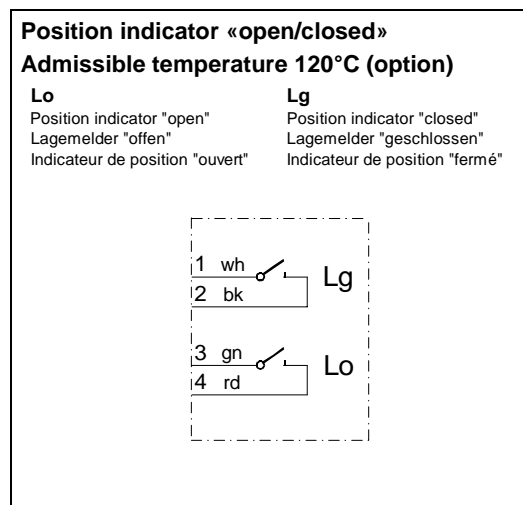 Position indicator «open/closed»
Admissible temperature 120°C (option)
Lo
Position indicator "open"
Lagemelder "offen"
Indicateur de position "ouvert"
Lg
Position indicator "closed"
Lagemelder "geschlossen"
Indicateur de position "fermé"
1 wh
2 bk
Lg
3 gn
4 rd
Lo